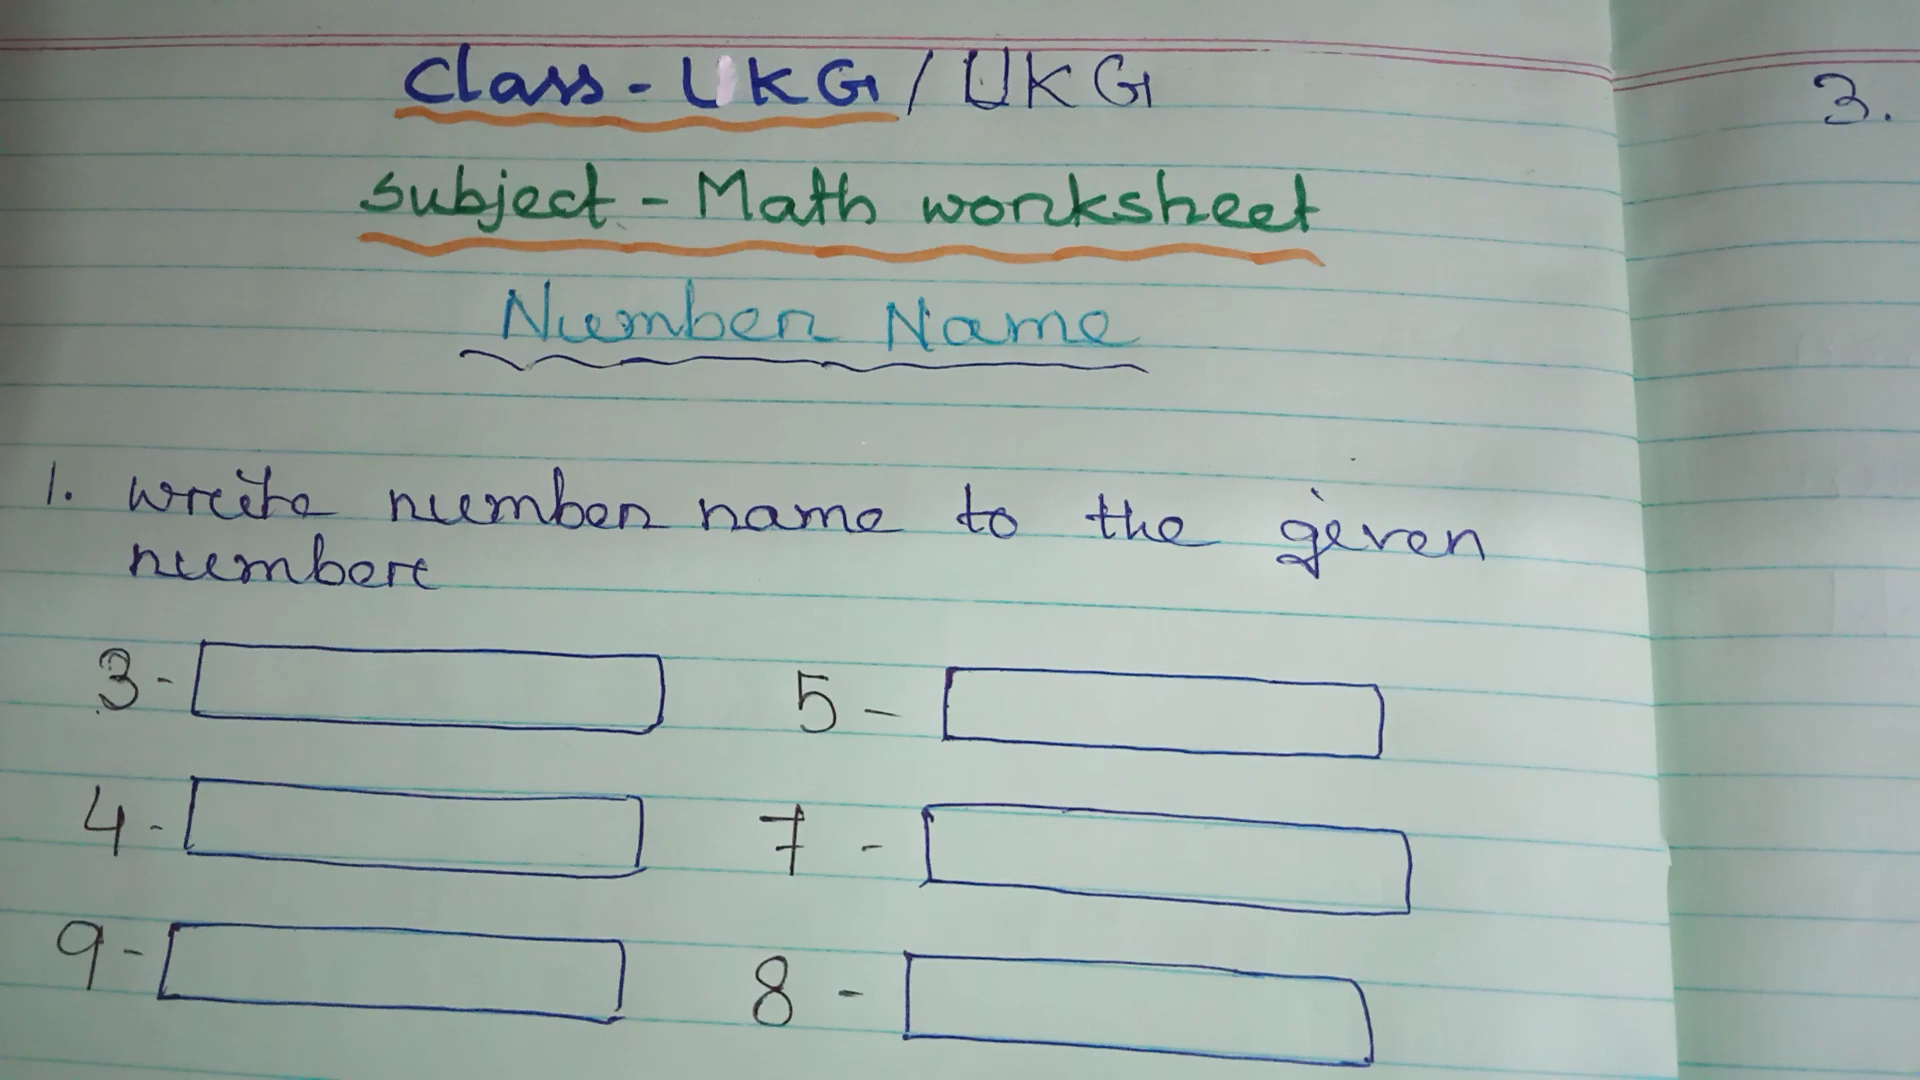 Class - UKG / UKG
Subject - Math worksheet
Number Name
1. write number name to the given
number
3 -
5 -
4 -
7 -
9 -
8 -
3.